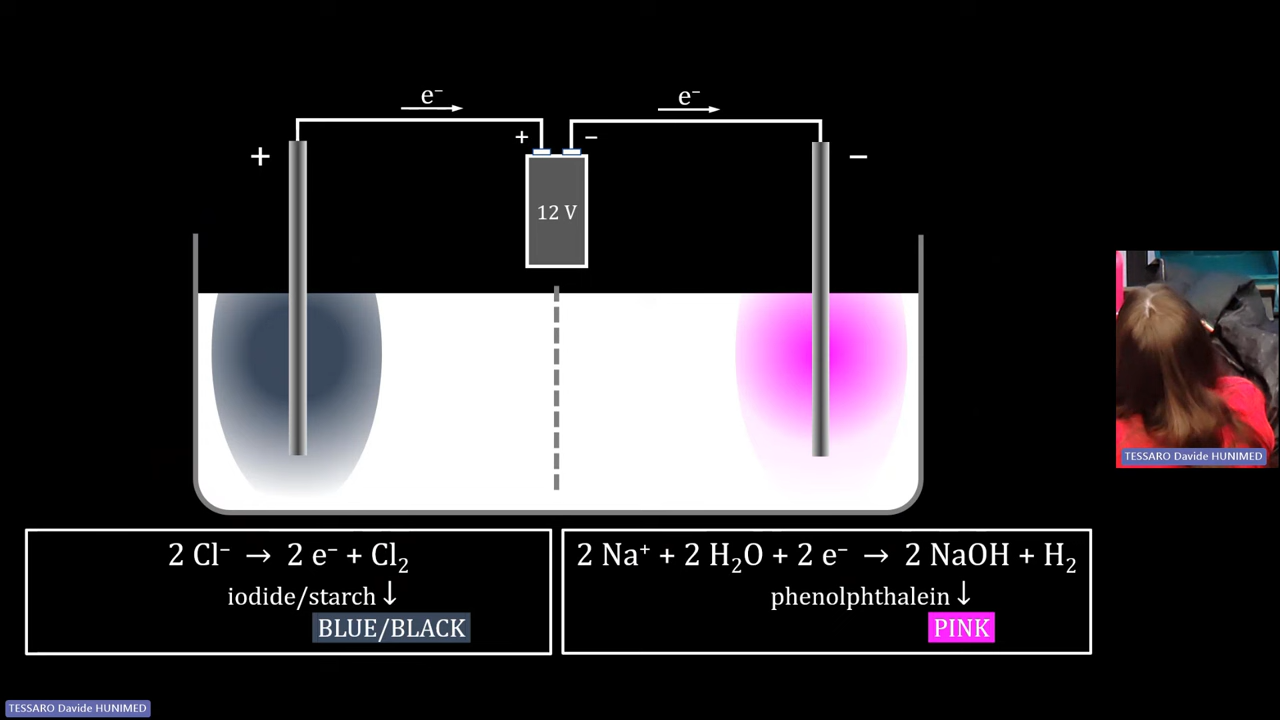 e⁻
e⁻
+ −
+ −
12 V
2 Cl⁻ → 2 e⁻ + Cl₂
iodide/starch ↓
BLUE/BLACK
2 Na⁺ + 2 H₂O + 2 e⁻ → 2 NaOH + H₂
phenolphthalein ↓
PINK
TESSARO Davide HUNIMED
TESSARO Davide HUNIMED